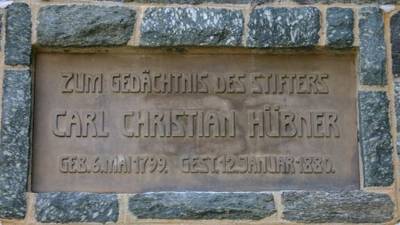 ZUM GEDÄCHTNIS DES STIFTERS
CARL CHRISTIAN HÜBNER
GEB. 6. MAI 1799. GEST. 12. JANUAR 1880.